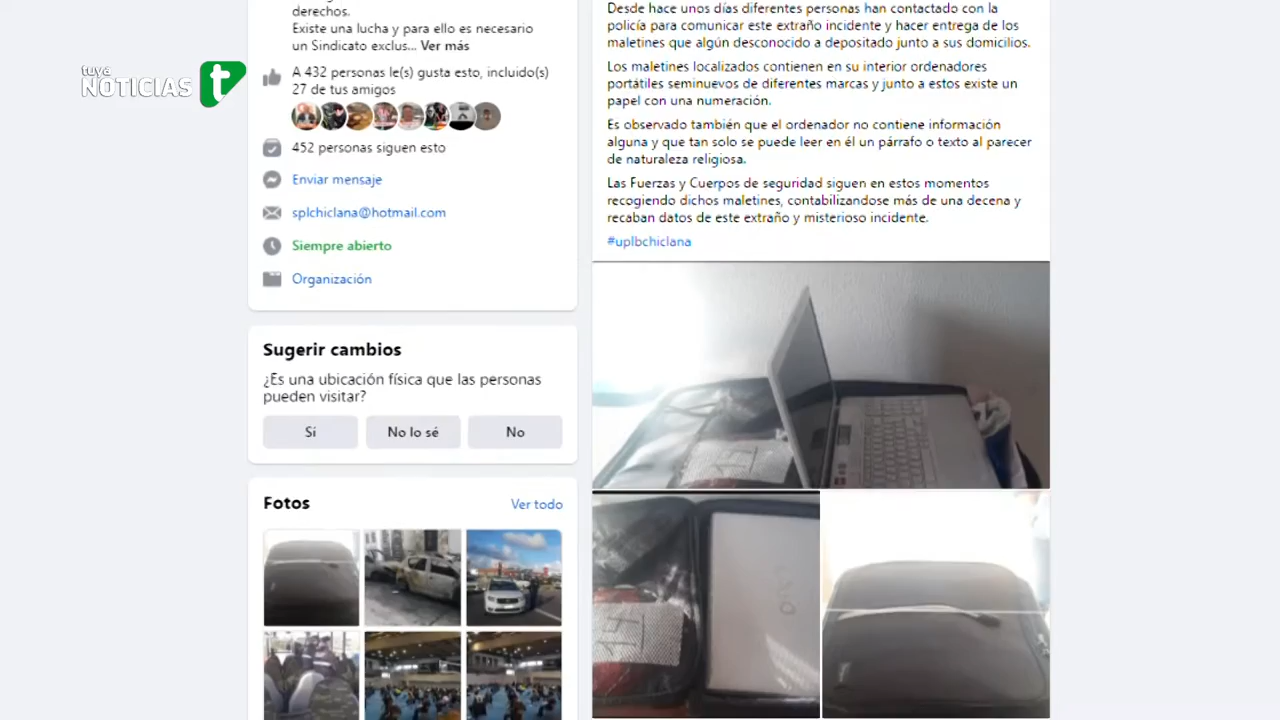 tuya
NOTICIAS
t
derechos.
Existe una lucha y para ello es necesario
un Sindicato exclus... Ver más
A 432 personas le(s) gusta esto, incluido(s)
27 de tus amigos
452 personas siguen esto
Enviar mensaje
splchiclana@hotmail.com
Siempre abierto
Organización
Sugerir cambios
¿Es una ubicación física que las personas
pueden visitar?
Sí
No lo sé
No
Fotos
Ver todo
Desde hace unos días diferentes personas han contactado con la
policía para comunicar este extraño incidente y hacer entrega de los
maletines que algún desconocido a depositado junto a sus domicilios.
Los maletines localizados contienen en su interior ordenadores
portátiles seminuevos de diferentes marcas y junto a estos existe un
papel con una numeración.
Es observado también que el ordenador no contiene información
alguna y que tan solo se puede leer en él un párrafo o texto al parecer
de naturaleza religiosa.
Las Fuerzas y Cuerpos de seguridad siguen en estos momentos
recogiendo dichos maletines, contabilizandose más de una decena y
recaban datos de este extraño y misterioso incidente.
#uplbchiclana